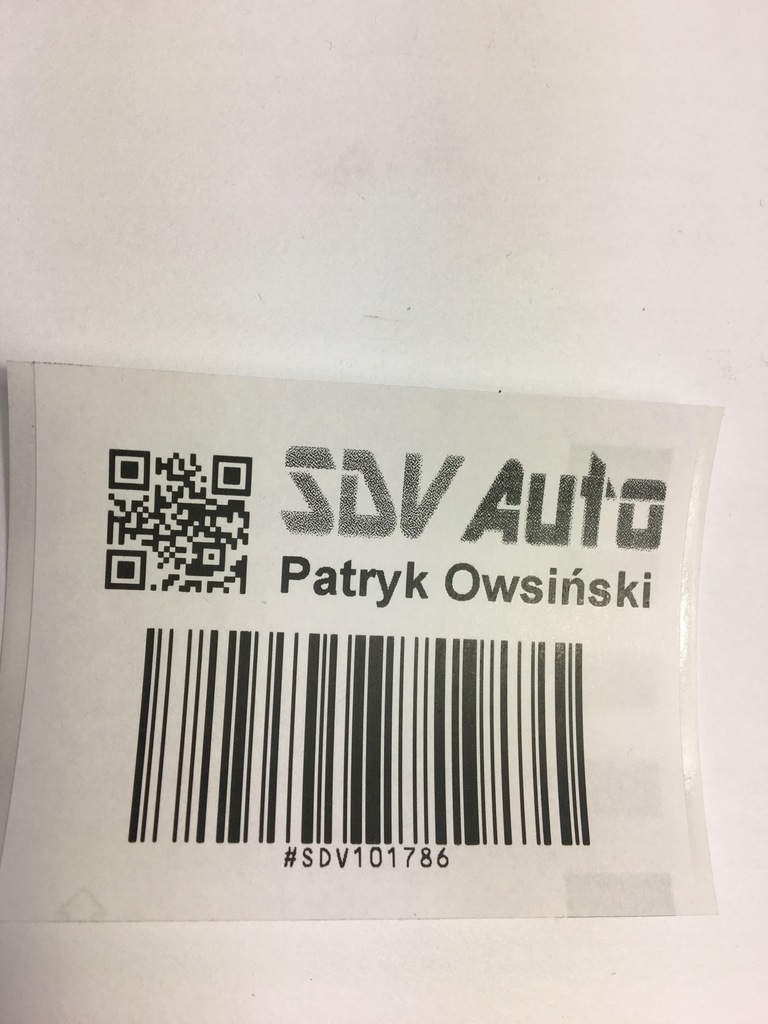 SDV Auto
Patryk Owsiński
#SDV101786